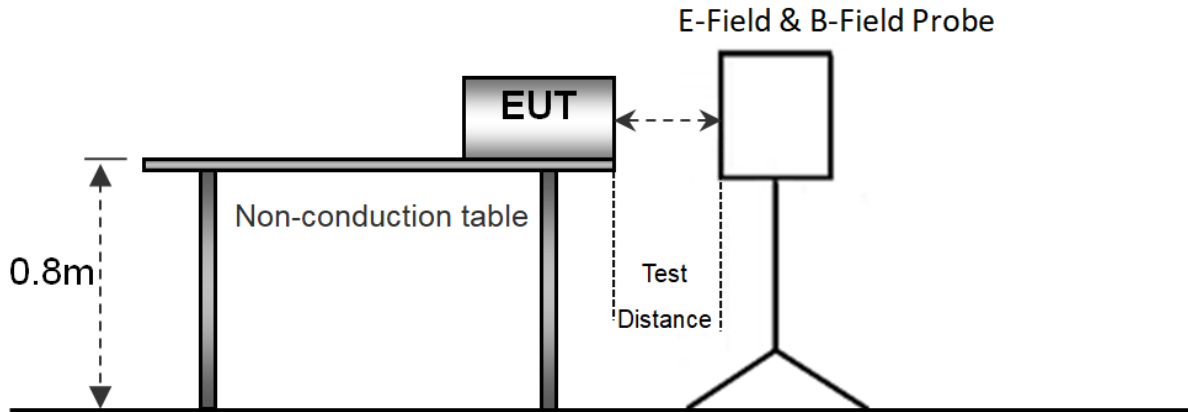 E-Field & B-Field Probe
EUT
Non-conduction table
0.8m
Test
Distance